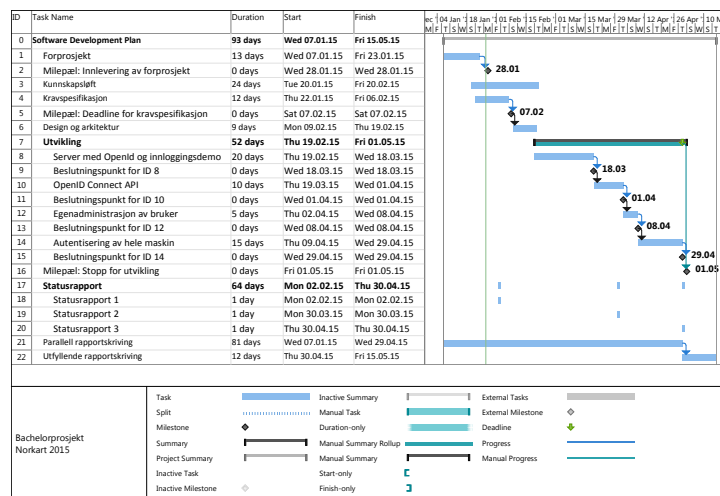 ID Task Name Duration Start Finish
ec '04 Jan '18 Jan '01 Feb '15 Feb '01 Mar '15 Mar '29 Mar '12 Apr '26 Apr '10 M
0 Software Development Plan 93 days Wed 07.01.15 Fri 15.05.15
1 Forprosjekt 13 days Wed 07.01.15 Fri 23.01.15
2 Milepæl: Innlevering av forprosjekt 0 days Wed 28.01.15 Wed 28.01.15 28.01
3 Kunnskapsløft 24 days Tue 20.01.15 Fri 20.02.15
4 Kravspesifikasjon 12 days Thu 22.01.15 Fri 06.02.15
5 Milepæl: Deadline for kravspesifikasjon 0 days Sat 07.02.15 Sat 07.02.15 07.02
6 Design og arkitektur 9 days Mon 09.02.15 Thu 19.02.15
7 Utvikling 52 days Thu 19.02.15 Fri 01.05.15
8 Server med OpenId og innloggingsdemo 20 days Thu 19.02.15 Wed 18.03.15
9 Beslutningspunkt for ID 8 0 days Wed 18.03.15 Wed 18.03.15 18.03
10 OpenID Connect API 10 days Thu 19.03.15 Wed 01.04.15
11 Beslutningspunkt for ID 10 0 days Wed 01.04.15 Wed 01.04.15 01.04
12 Egenadministrasjon av bruker 5 days Thu 02.04.15 Wed 08.04.15
13 Beslutningspunkt for ID 12 0 days Wed 08.04.15 Wed 08.04.15 08.04
14 Autentisering av hele maskin 15 days Thu 09.04.15 Wed 29.04.15
15 Beslutningspunkt for ID 14 0 days Wed 29.04.15 Wed 29.04.15 29.04
16 Milepæl: Stopp for utvikling 0 days Fri 01.05.15 Fri 01.05.15 01.05
17 Statusrapport 64 days Mon 02.02.15 Thu 30.04.15
18 Statusrapport 1 1 day Mon 02.02.15 Mon 02.02.15
19 Statusrapport 2 1 day Mon 30.03.15 Mon 30.03.15
20 Statusrapport 3 1 day Thu 30.04.15 Thu 30.04.15
21 Parallell rapportskriving 81 days Wed 07.01.15 Wed 29.04.15
22 Utfyllende rapportskriving 12 days Thu 30.04.15 Fri 15.05.15
Bachelorprosjekt
Norkart 2015
Task Inactive Summary External Tasks
Split Manual Task External Milestone
Milestone Duration-only Deadline
Summary Manual Summary Rollup Progress
Project Summary Manual Summary Manual Progress
Inactive Task Start-only
Inactive Milestone Finish-only